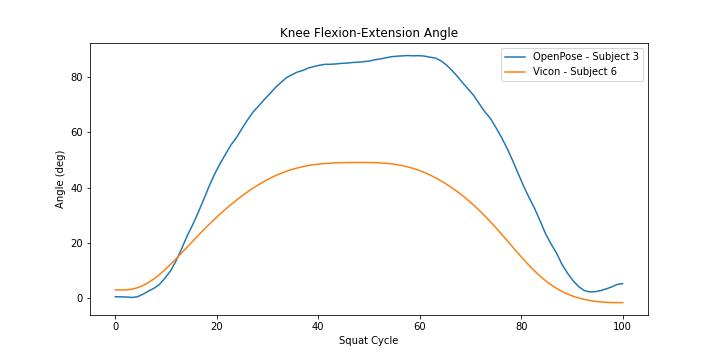 Knee Flexion-Extension Angle
OpenPose - Subject 3
Vicon - Subject 6
Angle (deg)
80
60
40
20
0
0 20 40 60 80 100
Squat Cycle